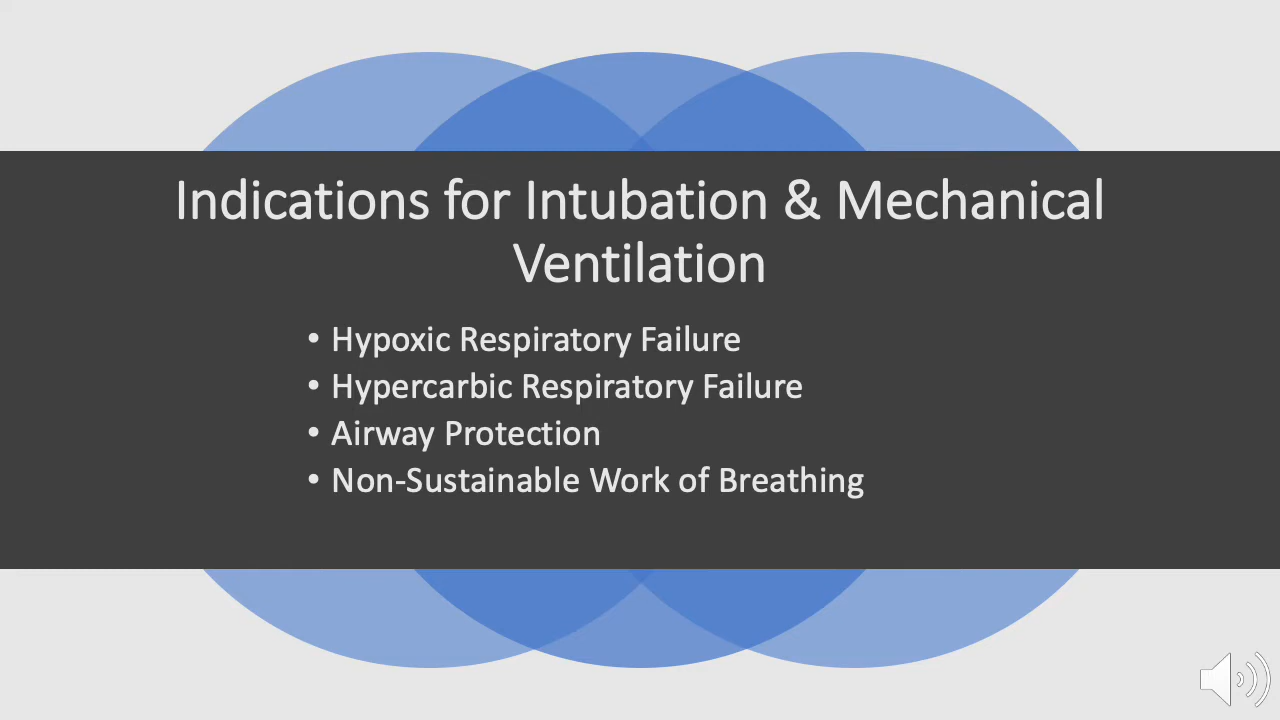 Indications for Intubation & Mechanical
Ventilation
• Hypoxic Respiratory Failure
• Hypercarbic Respiratory Failure
• Airway Protection
• Non-Sustainable Work of Breathing